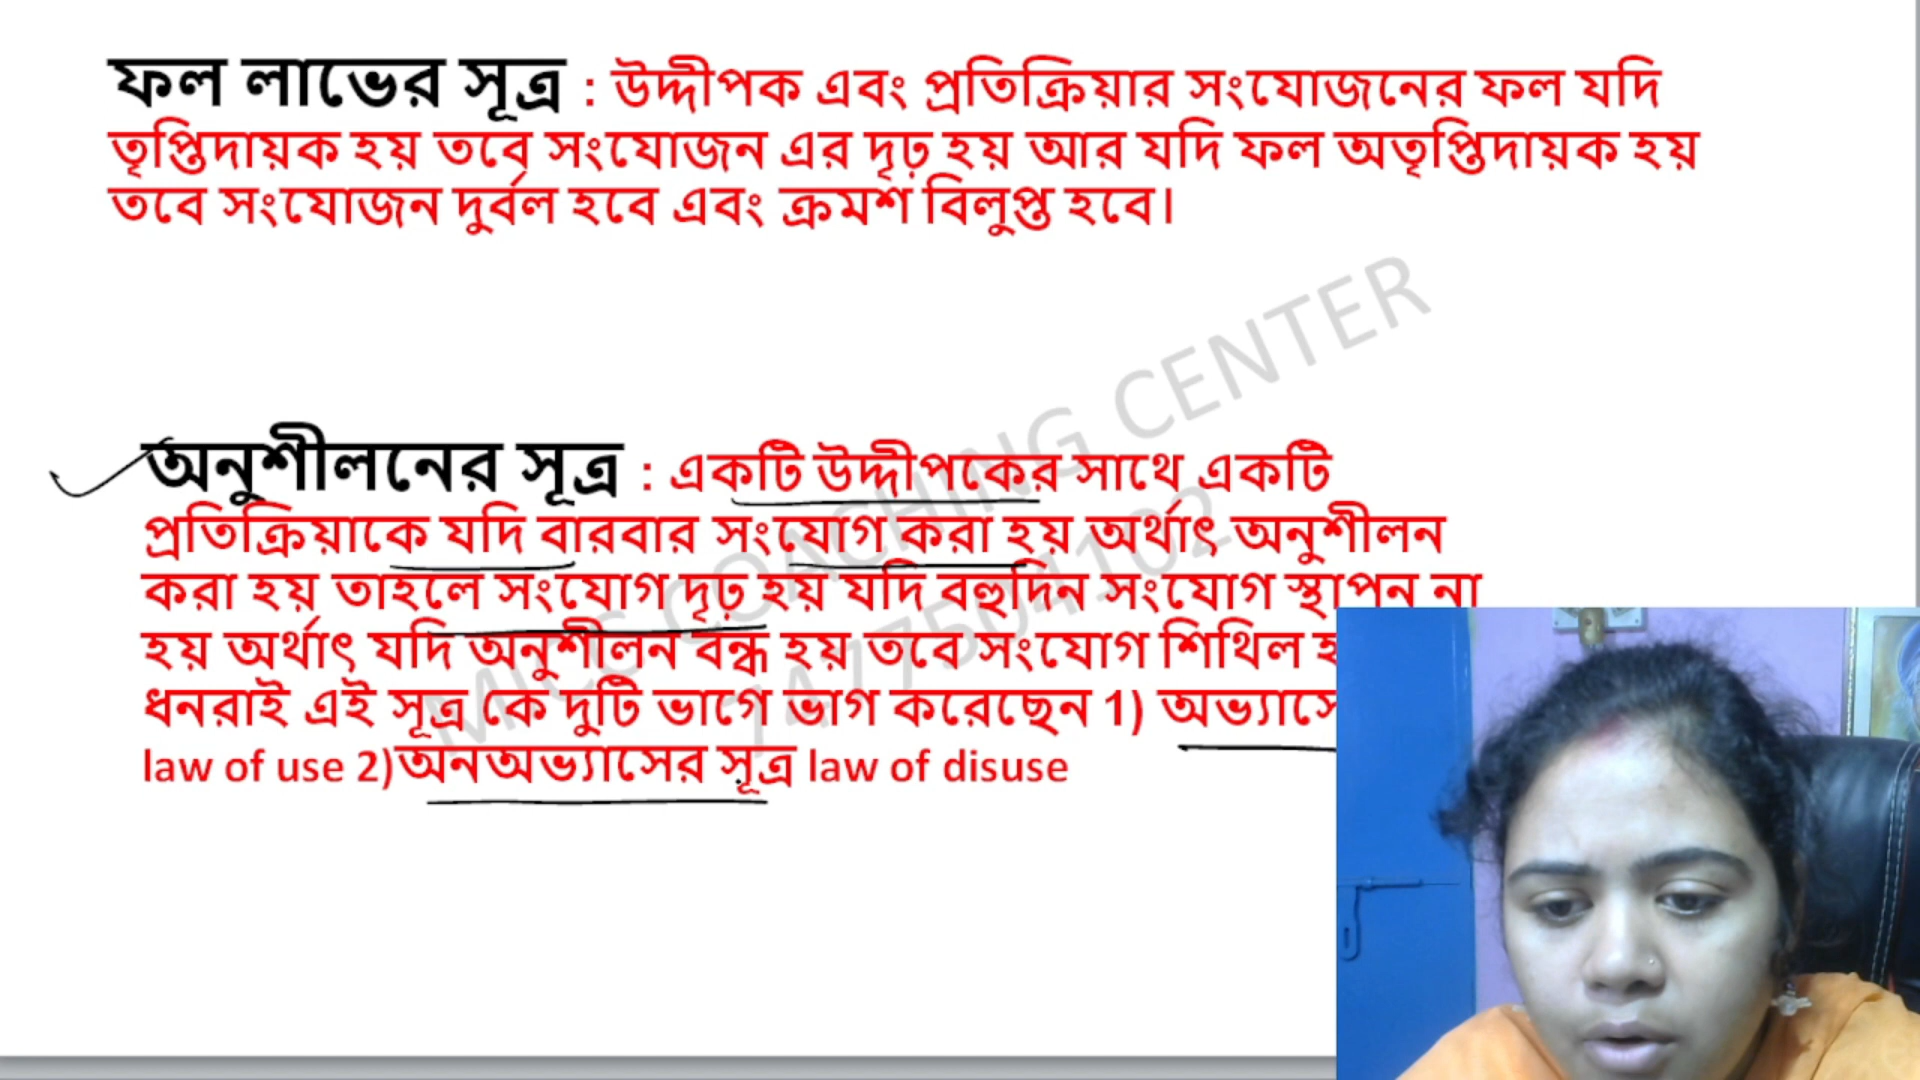 ফল লাভের সূত্র : উদ্দীপক এবং প্রতিক্রিয়ার সংযোজনের ফল যদি
তৃপ্তিদায়ক হয় তবে সংযোজন এর দৃঢ় হয় আর যদি ফল অতৃপ্তিদায়ক হয়
তবে সংযোজন দুর্বল হবে এবং ক্রমশ বিলুপ্ত হবে।
অনুশীলনের সূত্র : একটি উদ্দীপকের সাথে একটি
প্রতিক্রিয়াকে যদি বারবার সংযোগ করা হয় অর্থাৎ অনুশীলন
করা হয় তাহলে সংযোগ দৃঢ় হয় যদি বহুদিন সংযোগ স্থাপন না
হয় অর্থাৎ যদি অনুশীলন বন্ধ হয় তবে সংযোগ শিথিল
ধনরাই এই সূত্র কে দুটি ভাগে ভাগ করেছেন 1)
law of use 2)অনঅভ্যাসের সূত্র law of disuse
COACHING CENTER